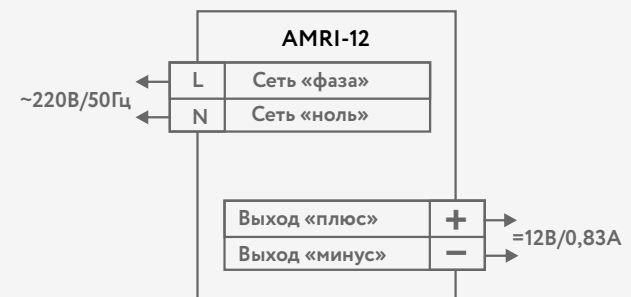 AMRI-12
L Сеть «фаза»
~220В/50Гц
N Сеть «ноль»
Выход «плюс» +
=12В/0,83А
Выход «минус» −